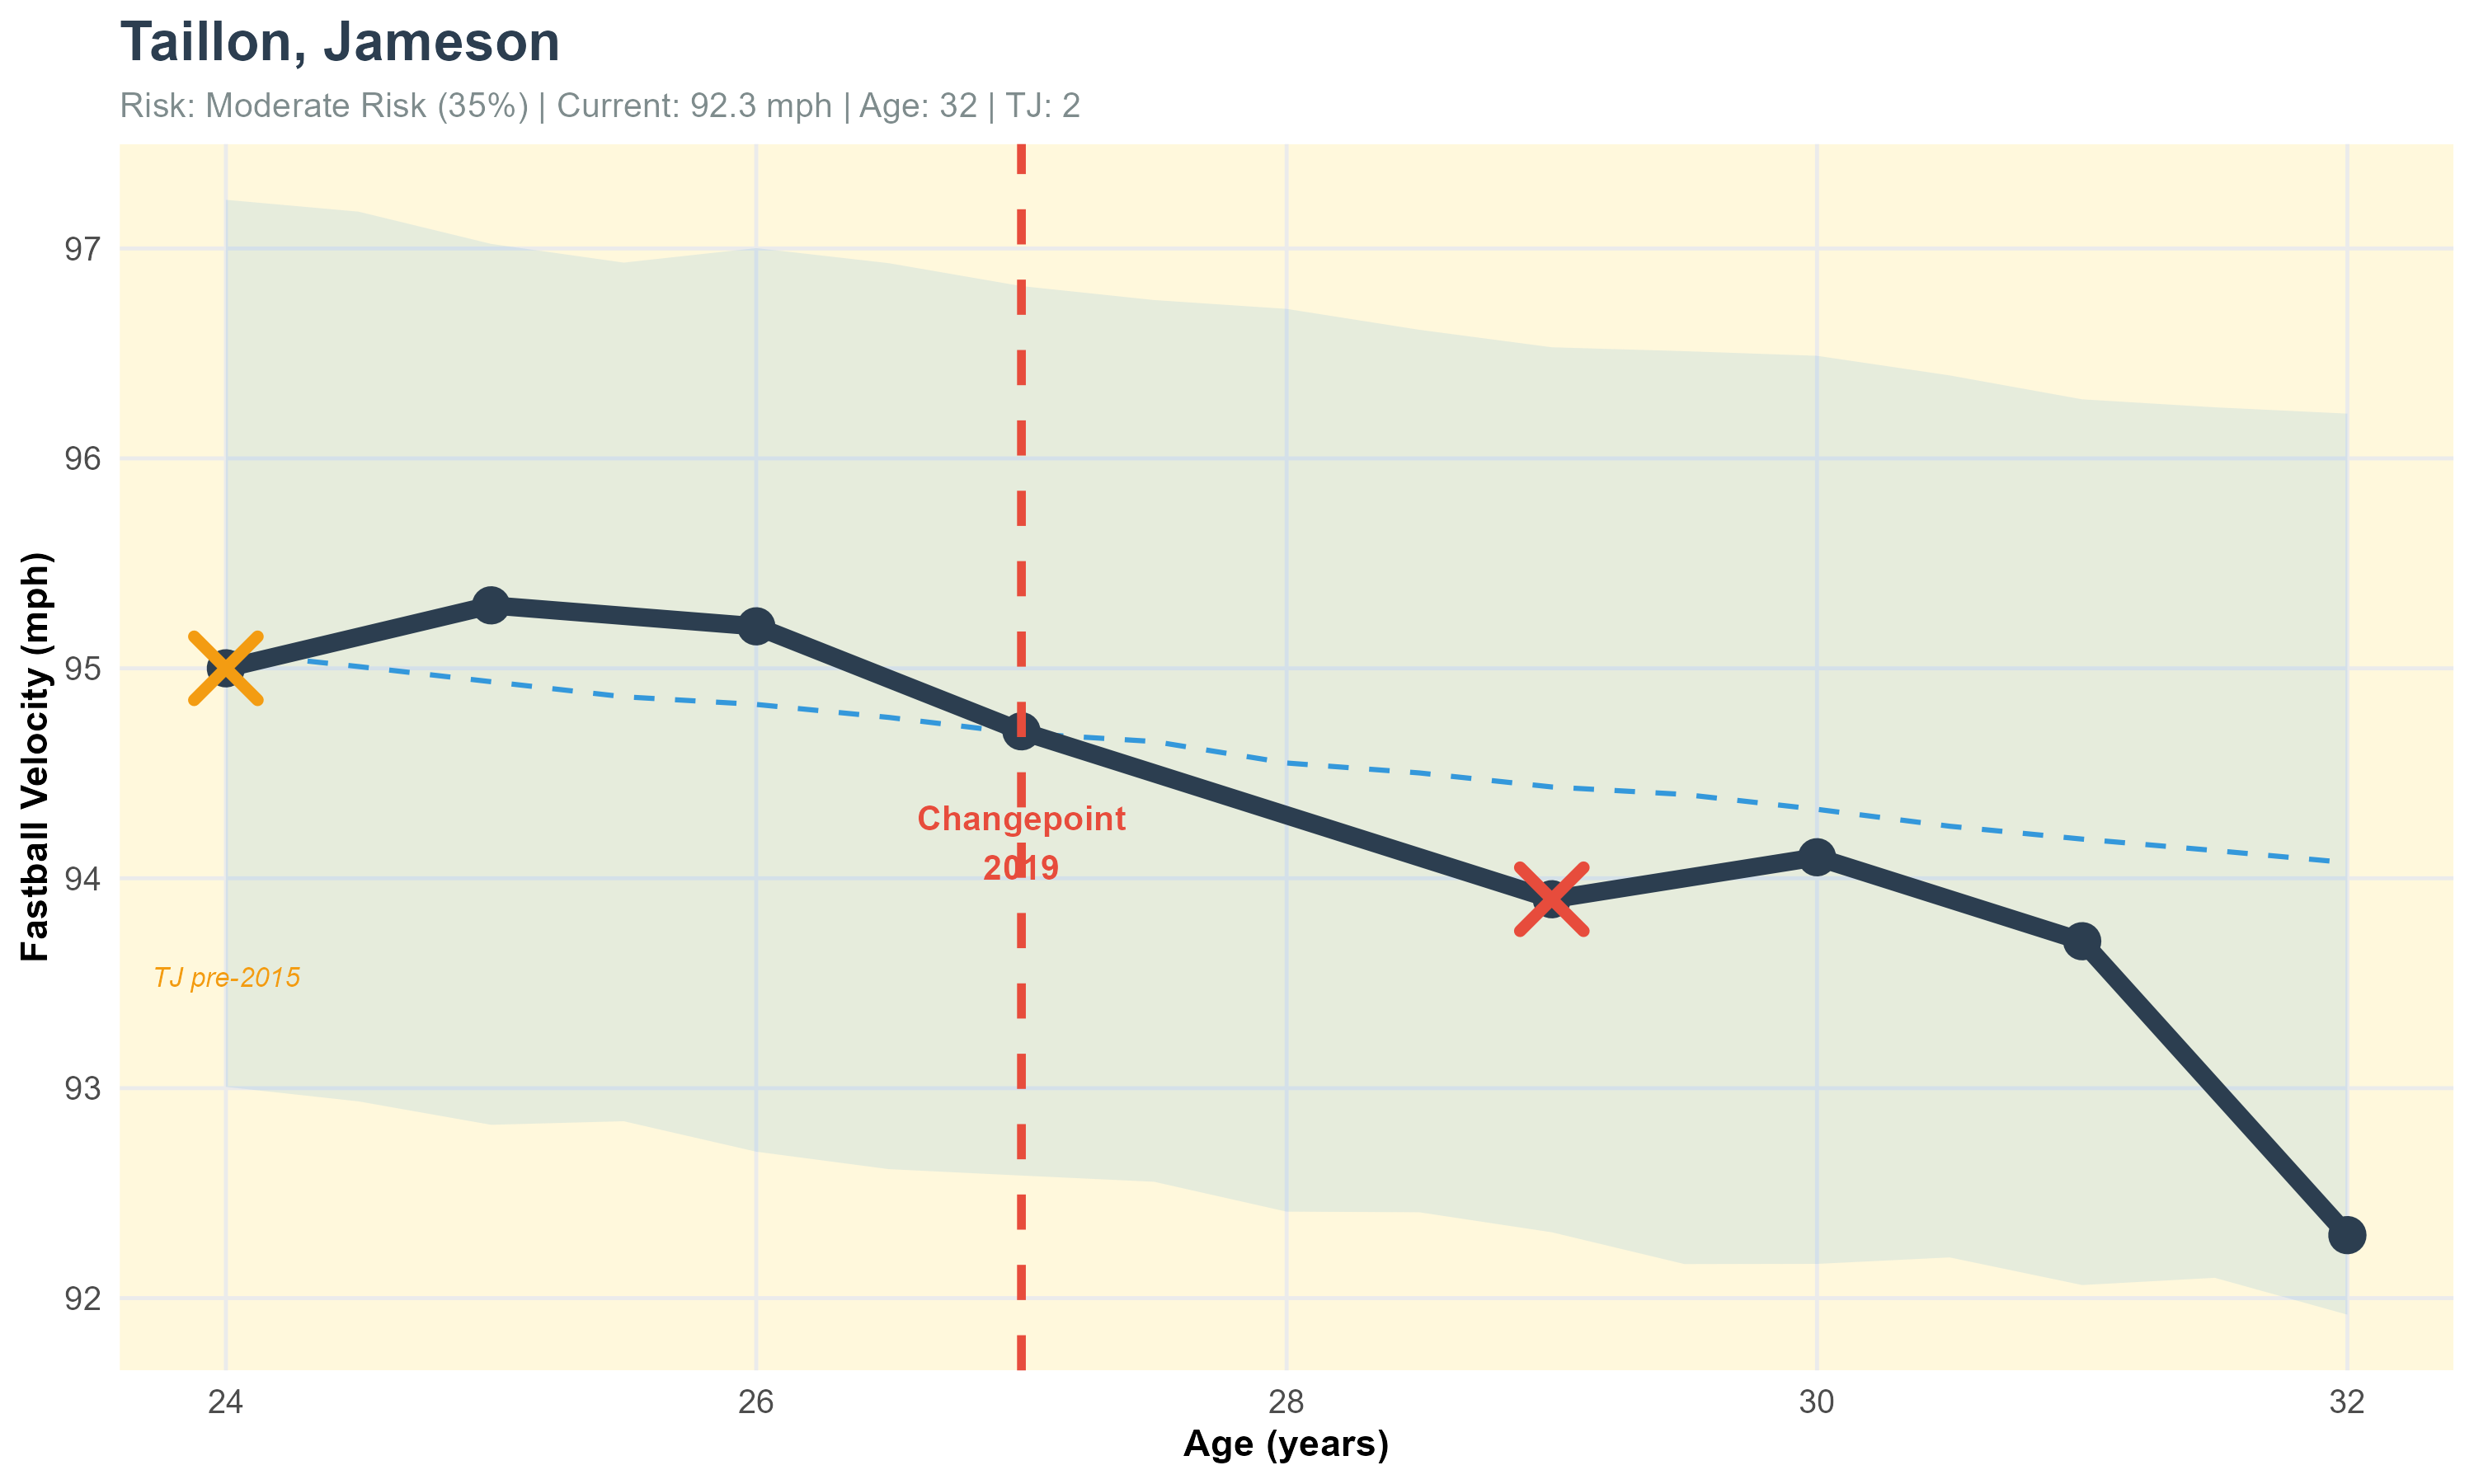 Taillon, Jameson
Risk: Moderate Risk (35%) | Current: 92.3 mph | Age: 32 | TJ: 2
Fastball Velocity (mph)
97
96
95
94
93
92
Changepoint
2019
TJ pre-2015
24
26
28
30
32
Age (years)